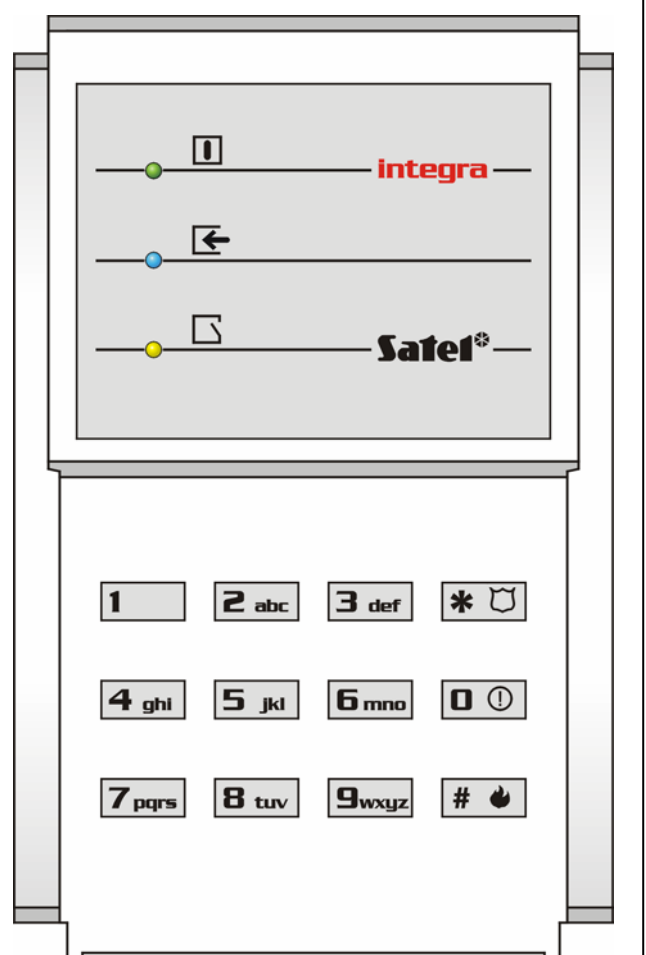 integra
Satel
1
2 abc
3 def
*
4 ghi
5 jkl
6 mno
0
7 pqrs
8 tuv
9 wxyz
#